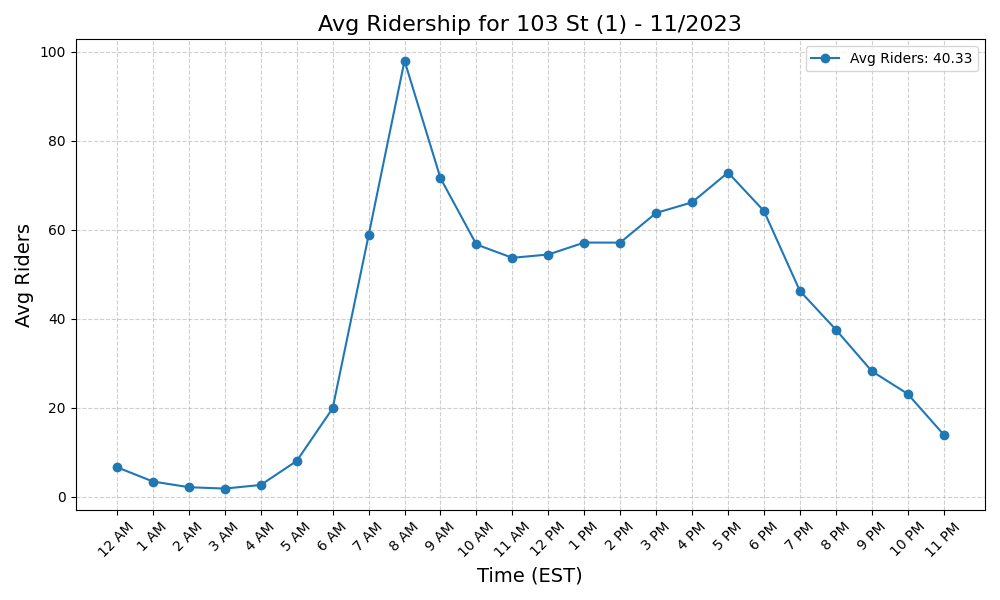 Avg Ridership for 103 St (1) - 11/2023
Avg Riders: 40.33
Avg Riders
100
80
60
40
20
0
12 AM
1 AM
2 AM
3 AM
4 AM
5 AM
6 AM
7 AM
8 AM
9 AM
10 AM
11 AM
12 PM
1 PM
2 PM
3 PM
4 PM
5 PM
6 PM
7 PM
8 PM
9 PM
10 PM
11 PM
Time (EST)